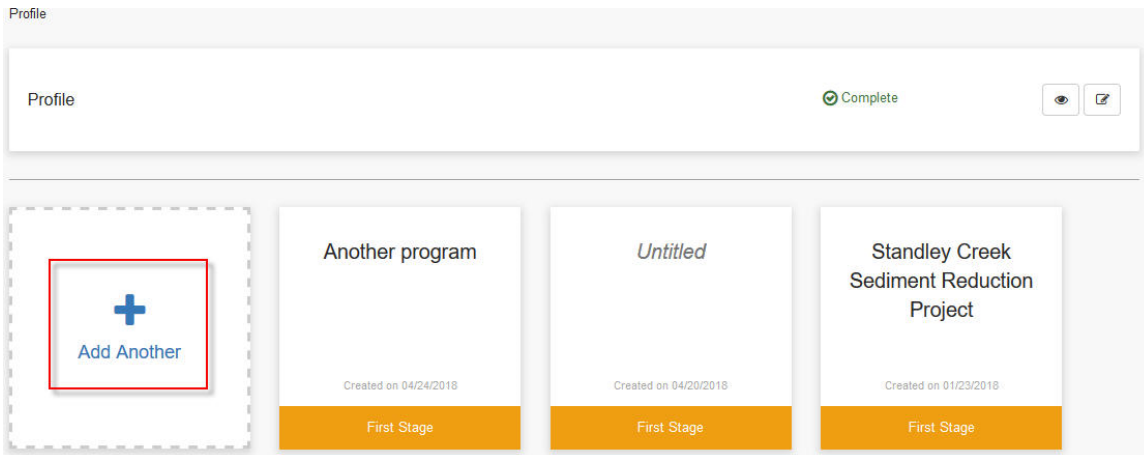 Profile
Profile
Complete
Add Another
Another program
Created on 04/24/2018
First Stage
Untitled
Created on 04/20/2018
First Stage
Standley Creek
Sediment Reduction
Project
Created on 01/23/2018
First Stage